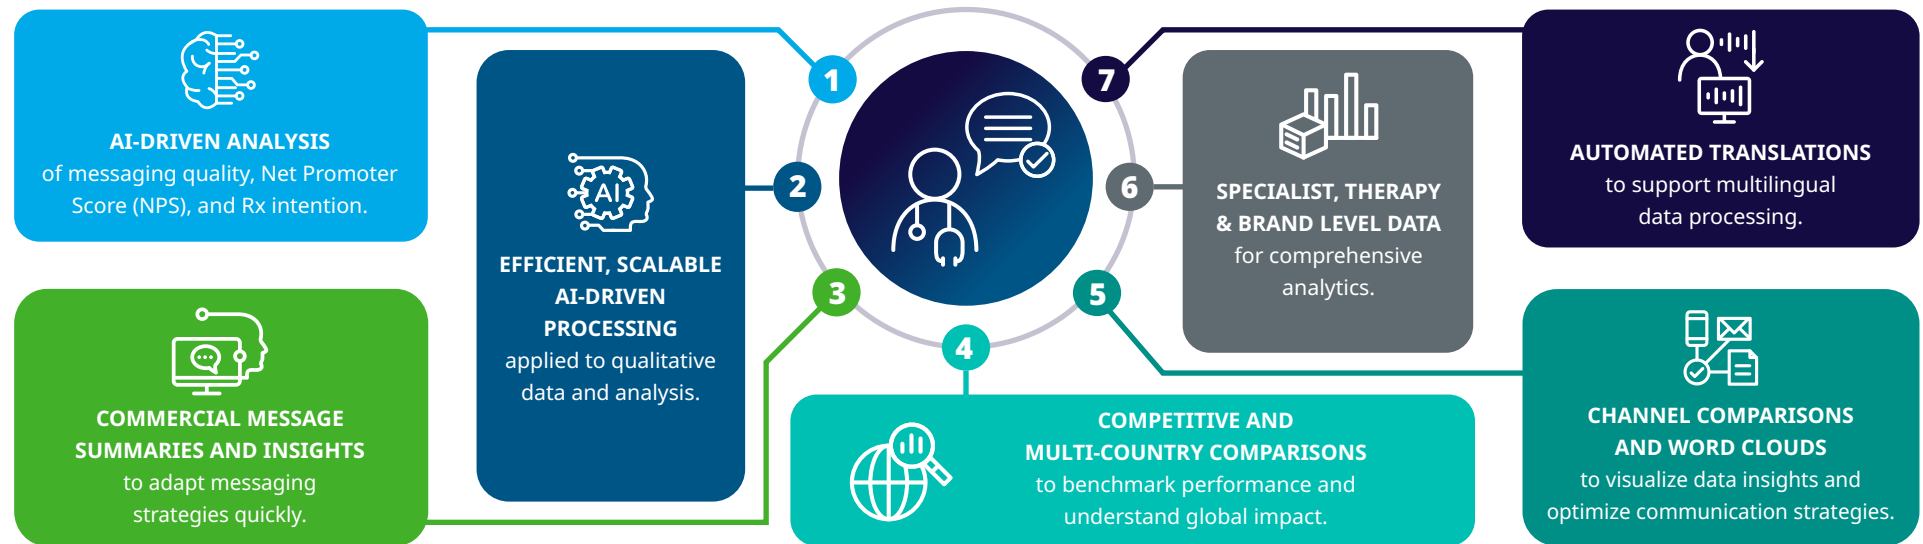 1
AI-DRIVEN ANALYSIS
of messaging quality, Net Promoter
Score (NPS), and Rx intention.
2
AI
EFFICIENT, SCALABLE
AI-DRIVEN
PROCESSING
applied to qualitative
data and analysis.
3
COMMERCIAL MESSAGE
SUMMARIES AND INSIGHTS
to adapt messaging
strategies quickly.
4
COMPETITIVE AND
MULTI-COUNTRY COMPARISONS
to benchmark performance and
understand global impact.
5
CHANNEL COMPARISONS
AND WORD CLOUDS
to visualize data insights and
optimize communication strategies.
6
SPECIALIST, THERAPY
& BRAND LEVEL DATA
for comprehensive
analytics.
7
AUTOMATED TRANSLATIONS
to support multilingual
data processing.